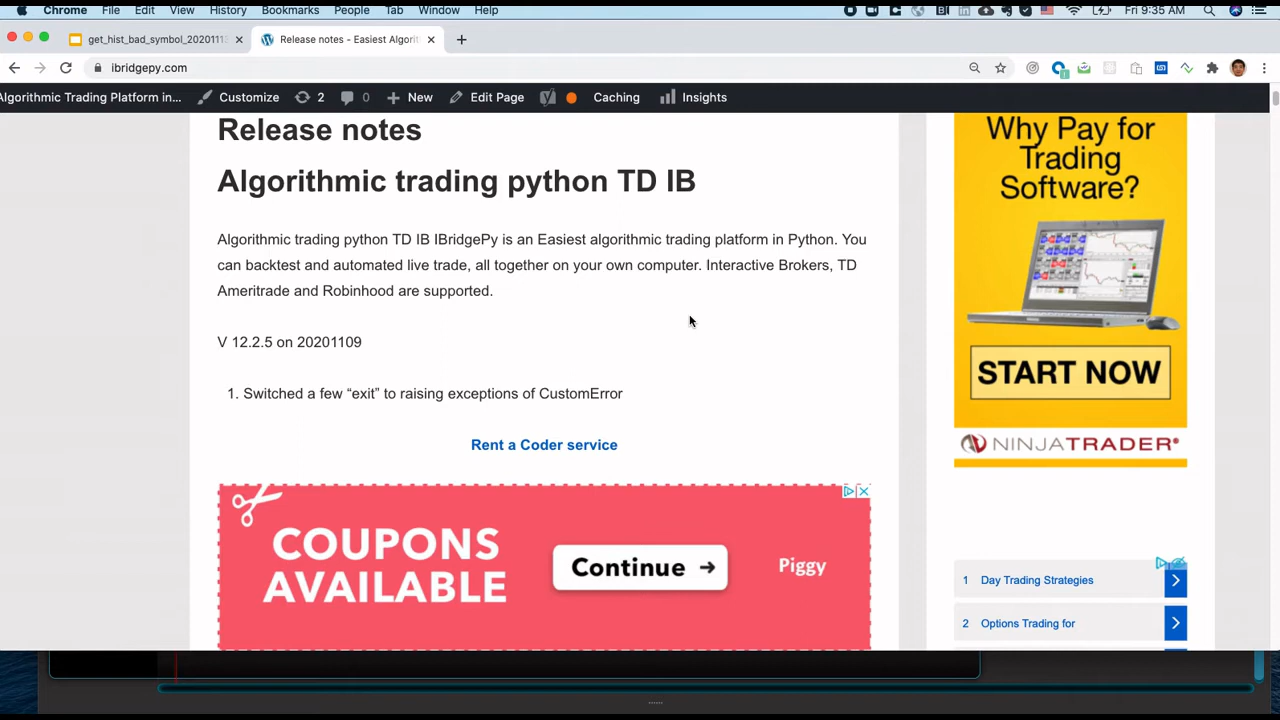 Chrome File Edit View History Bookmarks People Tab Window Help Fri 9:35 AM
get_hist_bad_symbol_20201113 Release notes - Easiest Algorit
ibridgepy.com
Algorithmic Trading Platform in... Customize 2 0 New Edit Page Caching Insights
Release notes
Algorithmic trading python TD IB
Algorithmic trading python TD IB IBridgePy is an Easiest algorithmic trading platform in Python. You
can backtest and automated live trade, all together on your own computer. Interactive Brokers, TD
Ameritrade and Robinhood are supported.
V 12.2.5 on 20201109
1. Switched a few “exit” to raising exceptions of CustomError
Rent a Coder service
COUPONS
AVAILABLE
Continue →
Piggy
Why Pay for
Trading
Software?
START NOW
NINJATRADER®
1 Day Trading Strategies
2 Options Trading for